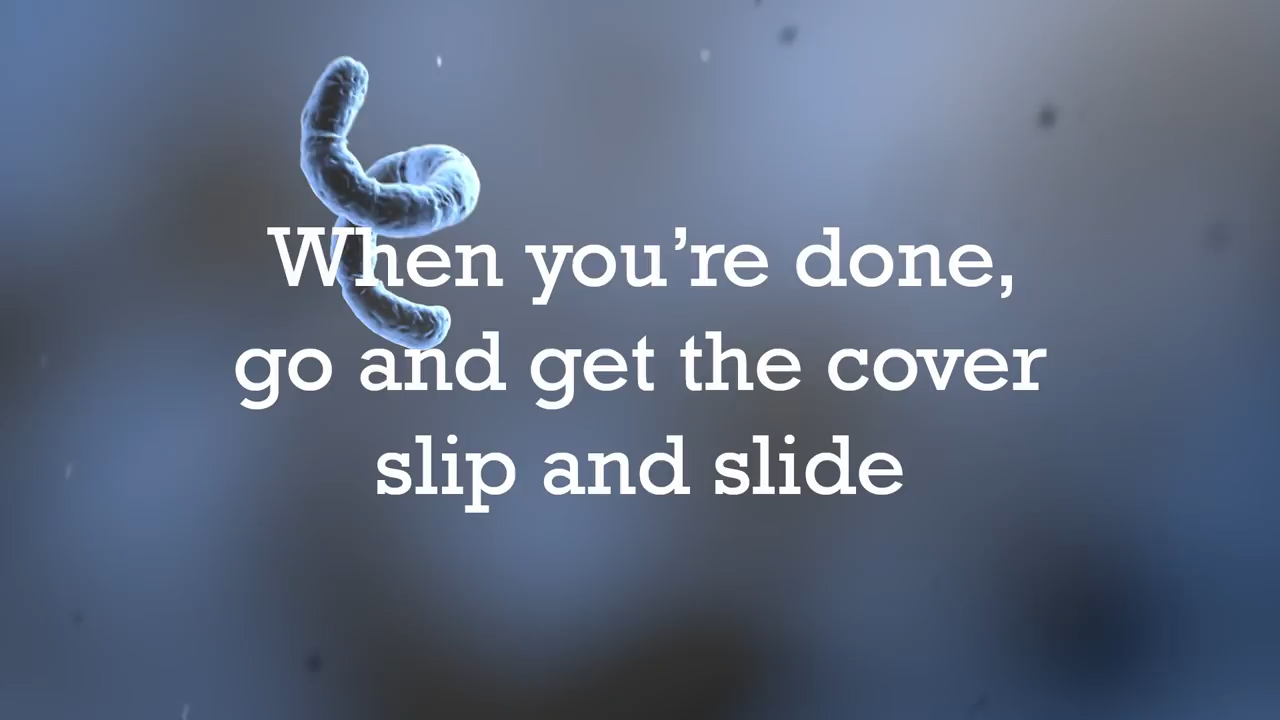 When you’re done,
go and get the cover
slip and slide